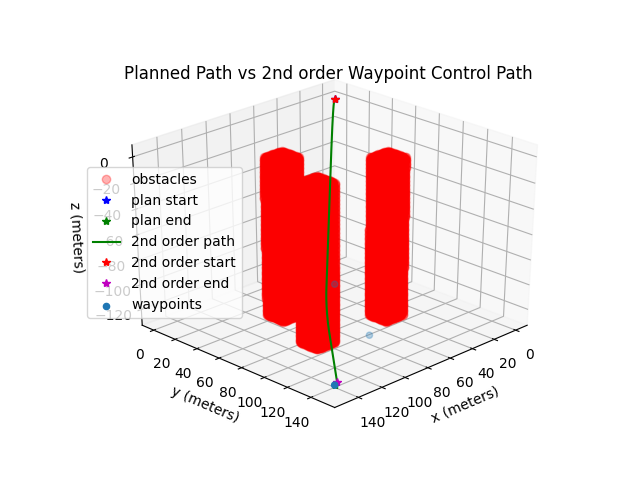 Planned Path vs 2nd order Waypoint Control Path
obstacles
plan start
plan end
2nd order path
2nd order start
2nd order end
waypoints
z (meters)
0
−20
−40
−60
−80
−100
−120
y (meters)
0
20
40
60
80
100
120
140
x (meters)
140
120
100
80
60
40
20
0